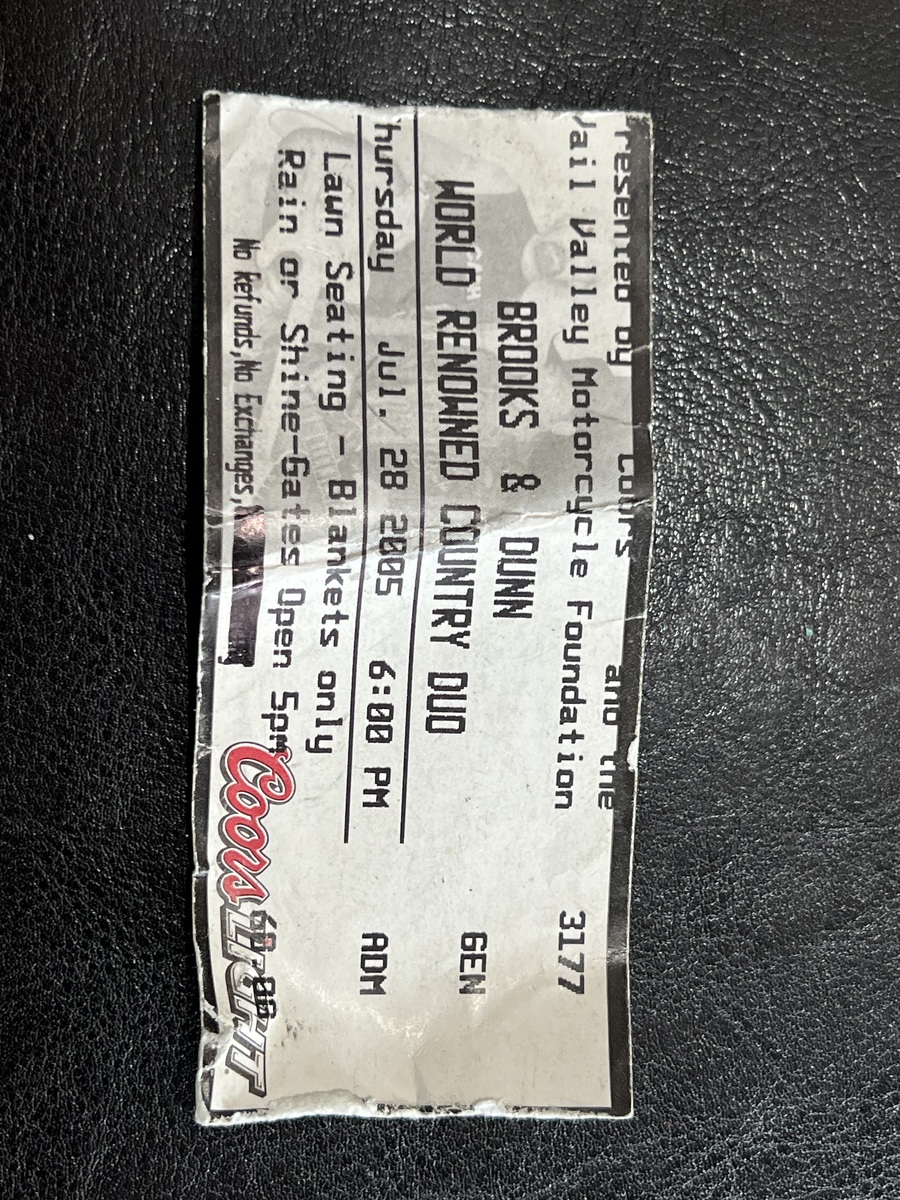 resented by Coors and the
Vail Valley Motorcycle Foundation 3177
BROOKS & DUNN
WORLD RENOWNED COUNTRY DUO GEN
hursday Jul. 28 2005 6:00 PM ADM
Lawn Seating - Blankets only
Rain or Shine-Gates Open 5pm
No Refunds, No Exchanges,
Coors LIGHT